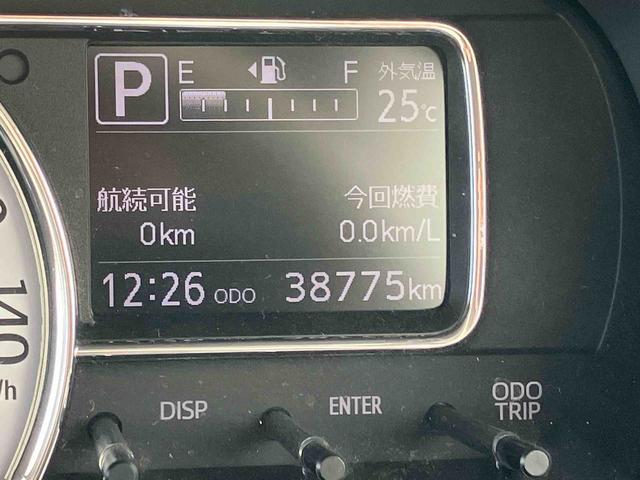 P E F 外気温
25℃
航続可能 今回燃費
0km 0.0km/L
12:26 ODO 38775km
140
DISP ENTER ODO
TRIP